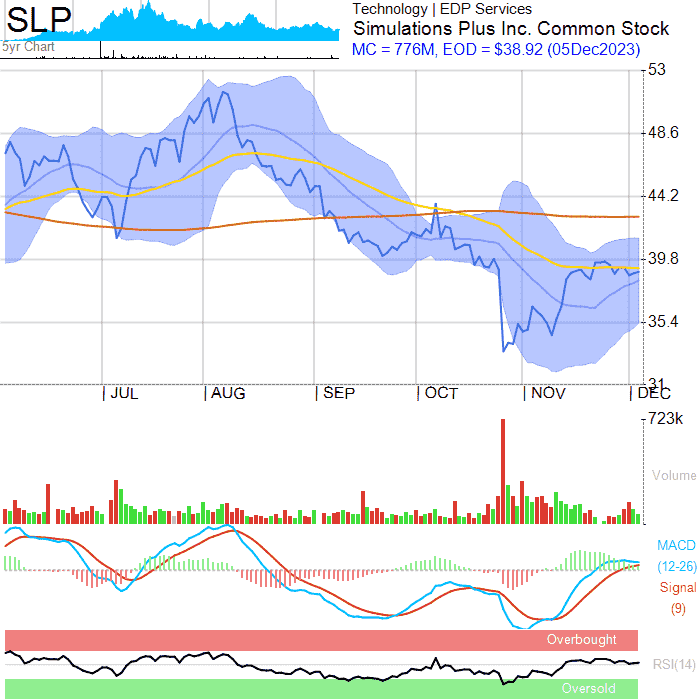 SLP
5yr Chart
Technology | EDP Services
Simulations Plus Inc. Common Stock
MC = 776M, EOD = $38.92 (05Dec2023)
53
48.6
44.2
39.8
35.4
31
JUL
AUG
SEP
OCT
NOV
DEC
723k
Volume
MACD
(12-26)
Signal
(9)
Overbought
RSI(14)
Oversold